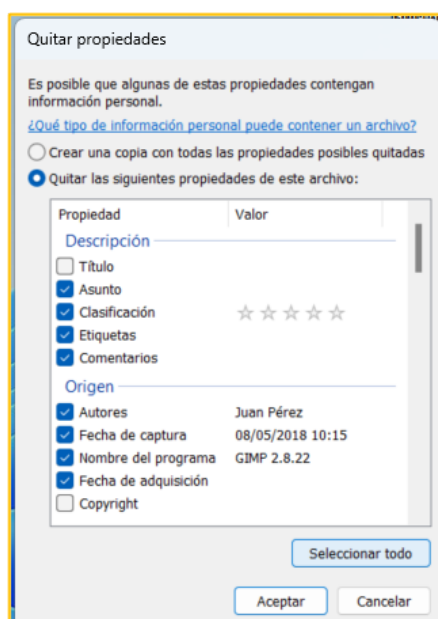 Quitar propiedades
Es posible que algunas de estas propiedades contengan
información personal.
¿Qué tipo de información personal puede contener un archivo?
Crear una copia con todas las propiedades posibles quitadas
Quitar las siguientes propiedades de este archivo:
Propiedad Valor
Descripción
Título
Asunto
Clasificación
Etiquetas
Comentarios
Origen
Autores Juan Pérez
Fecha de captura 08/05/2018 10:15
Nombre del programa GIMP 2.8.22
Fecha de adquisición
Copyright
Seleccionar todo
Aceptar Cancelar